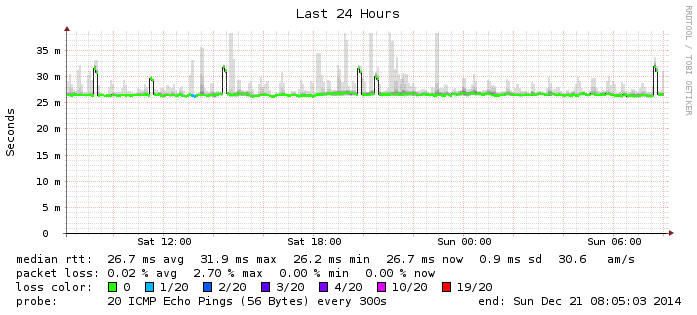 Last 24 Hours
RRDTOOL / TOBI OETIKER
Seconds
35 m
30 m
25 m
20 m
15 m
10 m
5 m
0
Sat 12:00 Sat 18:00 Sun 00:00 Sun 06:00
median rtt: 26.7 ms avg 31.9 ms max 26.2 ms min 26.7 ms now 0.9 ms sd 30.6 am/s
packet loss: 0.02 % avg 2.70 % max 0.00 % min 0.00 % now
loss color: 0 1/20 2/20 3/20 4/20 10/20 19/20
probe: 20 ICMP Echo Pings (56 Bytes) every 300s end: Sun Dec 21 08:05:03 2014